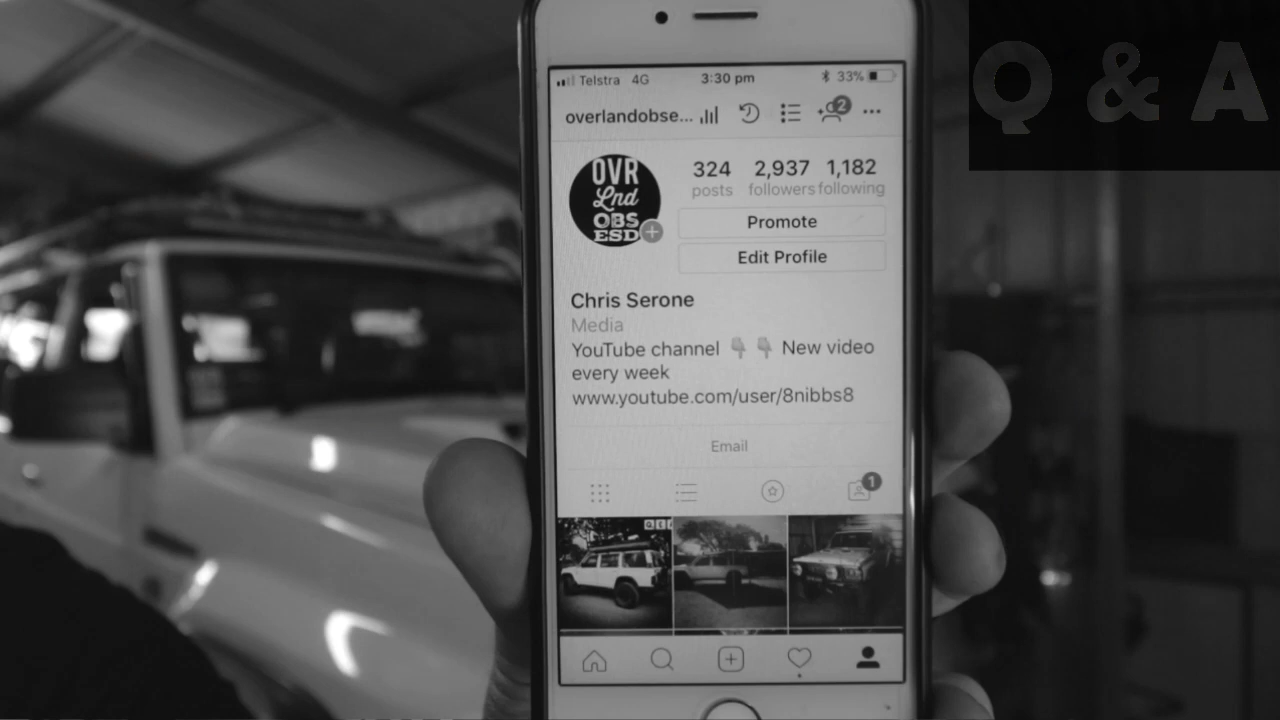 Q & A
Telstra 4G 3:30 pm 33%
overlandobse... 2
OVR
Lnd
OBS
ESD
324 2,937 1,182
posts followers following
Promote
Edit Profile
Chris Serone
Media
YouTube channel 👇 👇 New video
every week
www.youtube.com/user/8nibbs8
Email
1